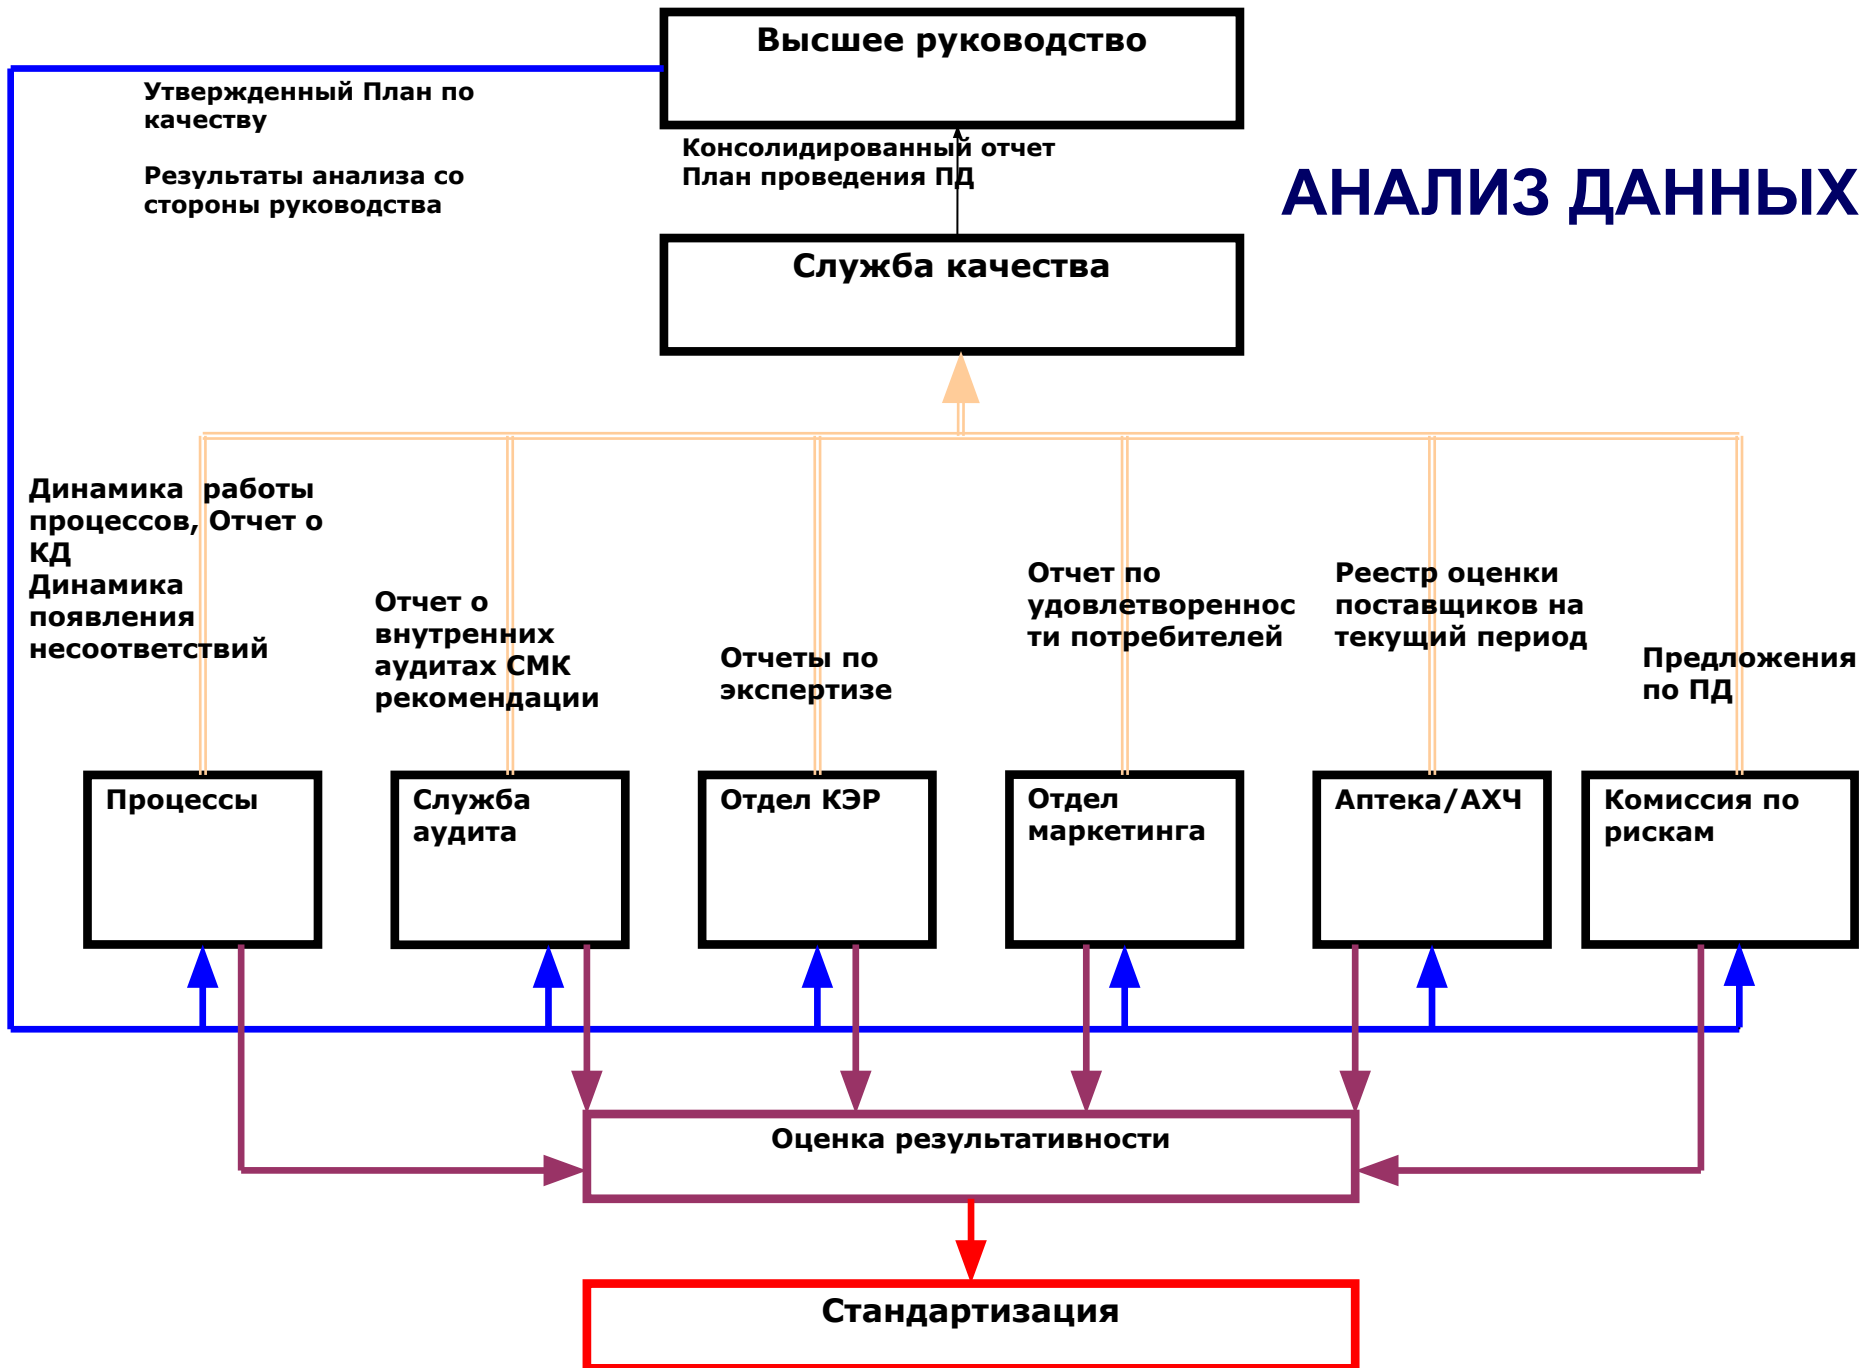 Высшее руководство
Утвержденный План по
качеству
Результаты анализа со
стороны руководства
Консолидированный отчет
План проведения ПД
АНАЛИЗ ДАННЫХ
Служба качества
Динамика работы
процессов, Отчет о
КД
Динамика
появления
несоответствий
Отчет о
внутренних
аудитах СМК
рекомендации
Отчеты по
экспертизе
Отчет по
удовлетвореннос
ти потребителей
Реестр оценки
поставщиков на
текущий период
Предложения
по ПД
Процессы
Служба
аудита
Отдел КЭР
Отдел
маркетинга
Аптека/АХЧ
Комиссия по
рискам
Оценка результативности
Стандартизация